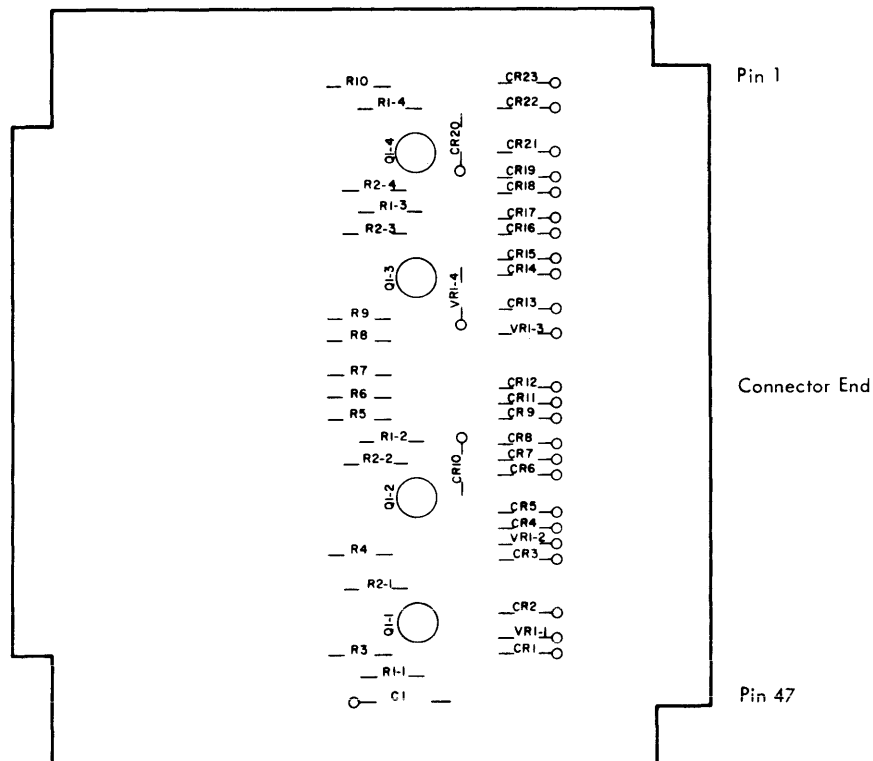 R10
CR23
Pin 1
R1-4
CR22
CR20
Q1-4
CR21
CR19
R2-4
CR18
R1-3
CR17
R2-3
CR16
CR15
Q1-3
CR14
VR1-4
CR13
R9
VR1-3
R8
R7
CR12
Connector End
R6
CR11
R5
CR9
R1-2
CR8
R2-2
CR7
CR10
CR6
Q1-2
CR5
CR4
VR1-2
R4
CR3
R2-1
CR2
Q1-1
VR1-1
R3
CR1
R1-1
C1
Pin 47